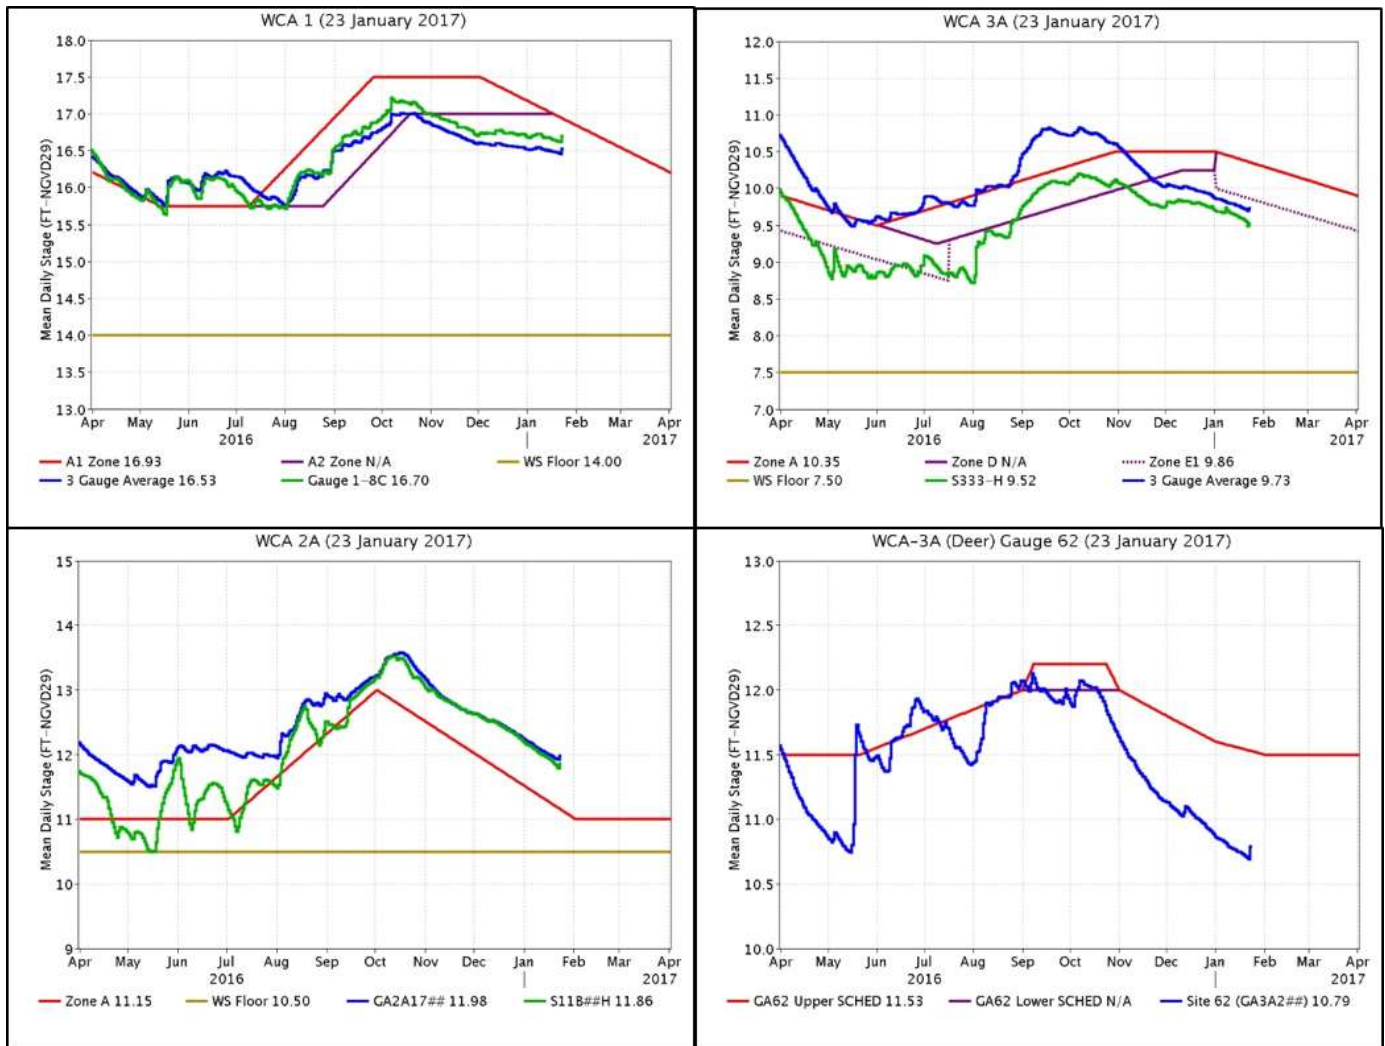 WCA 1 (23 January 2017)
Mean Daily Stage (FT-NGVD29)
18.0
17.5
17.0
16.5
16.0
15.5
15.0
14.5
14.0
13.5
13.0
Apr May Jun Jul Aug Sep Oct Nov Dec Jan Feb Mar Apr
2016 2017
A1 Zone 16.93 A2 Zone N/A WS Floor 14.00
3 Gauge Average 16.53 Gauge 1-8C 16.70
WCA 3A (23 January 2017)
Mean Daily Stage (FT-NGVD29)
12.0
11.5
11.0
10.5
10.0
9.5
9.0
8.5
8.0
7.5
7.0
Apr May Jun Jul Aug Sep Oct Nov Dec Jan Feb Mar Apr
2016 2017
Zone A 10.35 Zone D N/A Zone E1 9.86
WS Floor 7.50 S333-H 9.52 3 Gauge Average 9.73
WCA 2A (23 January 2017)
Mean Daily Stage (FT-NGVD29)
15
14
13
12
11
10
9
Apr May Jun Jul Aug Sep Oct Nov Dec Jan Feb Mar Apr
2016 2017
Zone A 11.15 WS Floor 10.50 GA2A17## 11.98 S11B##H 11.86
WCA-3A (Deer) Gauge 62 (23 January 2017)
Mean Daily Stage (FT-NGVD29)
13.0
12.5
12.0
11.5
11.0
10.5
10.0
Apr May Jun Jul Aug Sep Oct Nov Dec Jan Feb Mar Apr
2016 2017
GA62 Upper SCHED 11.53 GA62 Lower SCHED N/A Site 62 (GA3A2##) 10.79